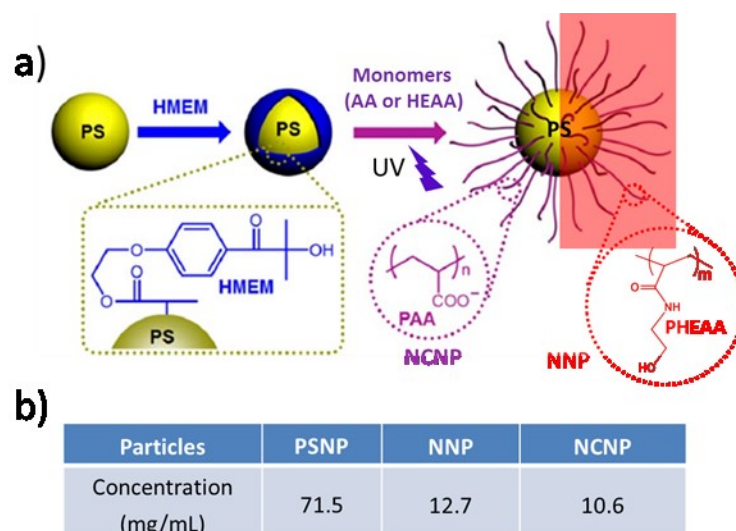 a)
PS
HMEM
PS
Monomers
(AA or HEAA)
UV
PS
O
O
OH
HMEM
O
O
PS
n
COO⁻
PAA
NCNP
NNP
m
O
NH
PHEAA
HO
b)
Particles PSNP NNP NCNP
Concentration
(mg/mL) 71.5 12.7 10.6